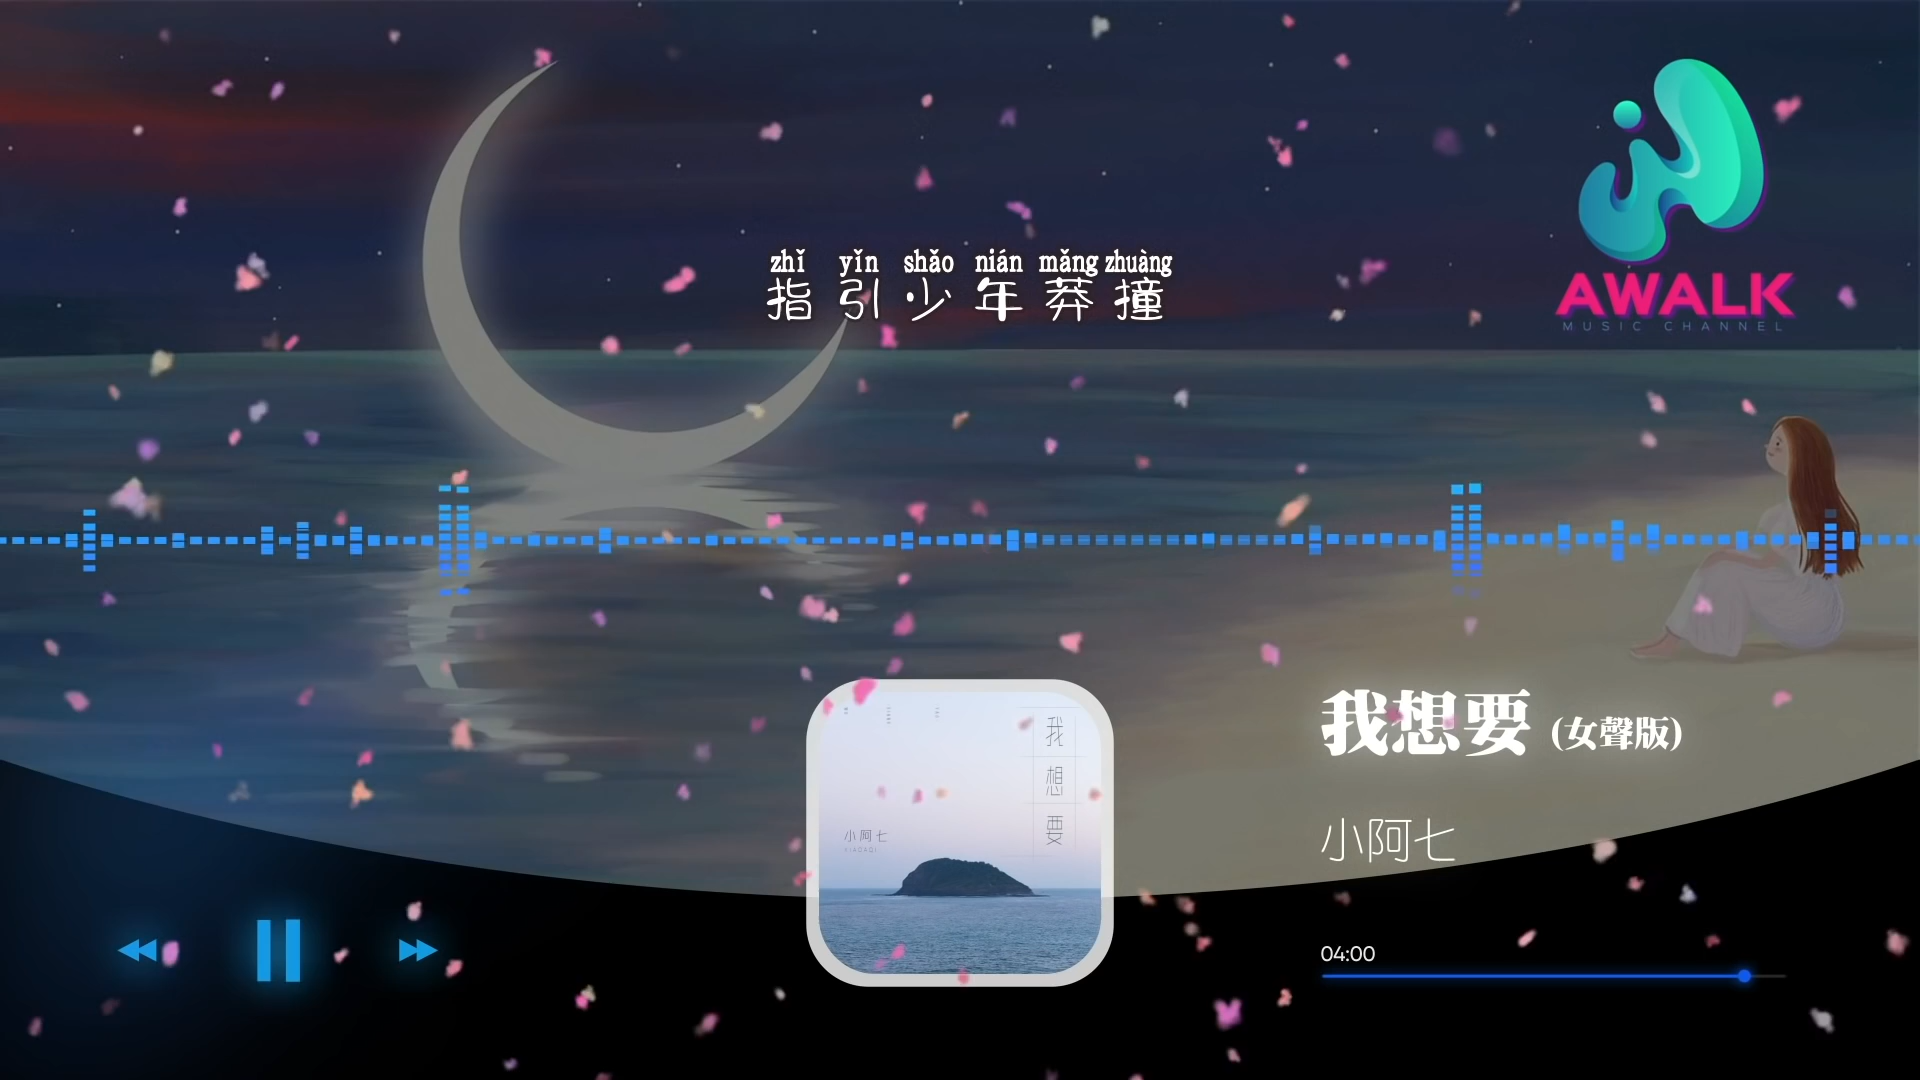 zhǐ yǐn shǎo nián mǎng zhuàng
指引少年莽撞
AWALK
MUSIC CHANNEL
我想要
小阿七
XIAOAQI
我想要 (女聲版)
小阿七
04:00